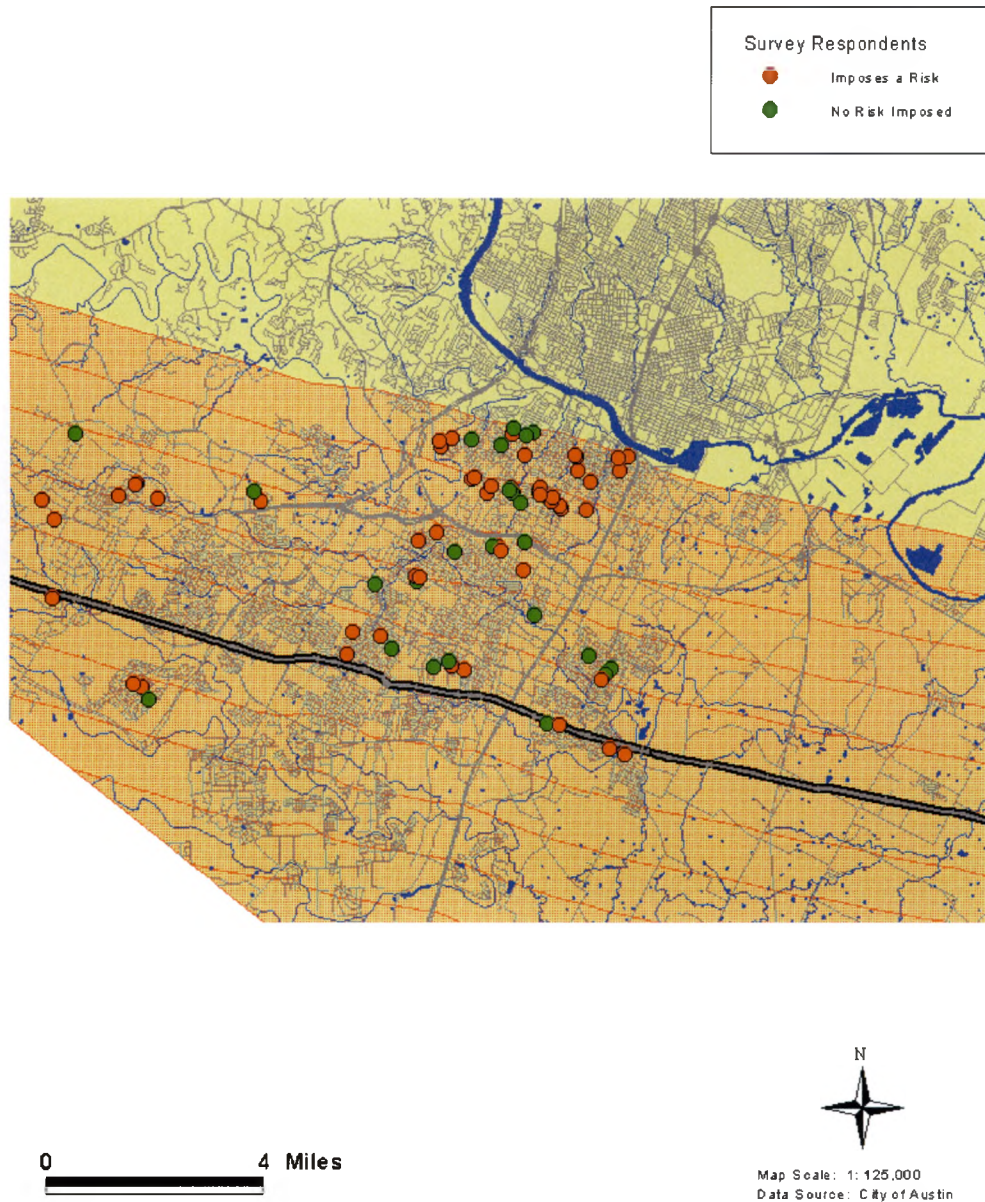 Survey Respondents
Imposes a Risk
No Risk Imposed
N
0 4 Miles
Map Scale: 1: 125,000
Data Source: City of Austin